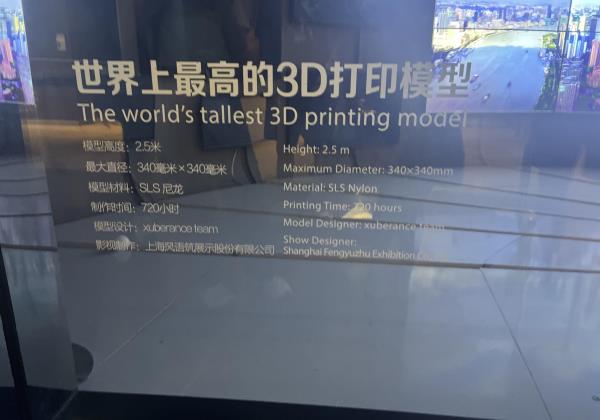 世界上最高的3D打印模型
The world's tallest 3D printing model
模型高度：2.5米
最大直径：340毫米×340毫米
模型材料：SLS 尼龙
制作时间：720小时
模型设计：xuberance team
影视制作：上海风语筑展示股份有限公司
Height: 2.5 m
Maximum Diameter: 340×340mm
Material: SLS Nylon
Printing Time: 720 hours
Model Designer: xuberance team
Show Designer:
Shanghai Fengyuzhu Exhibition